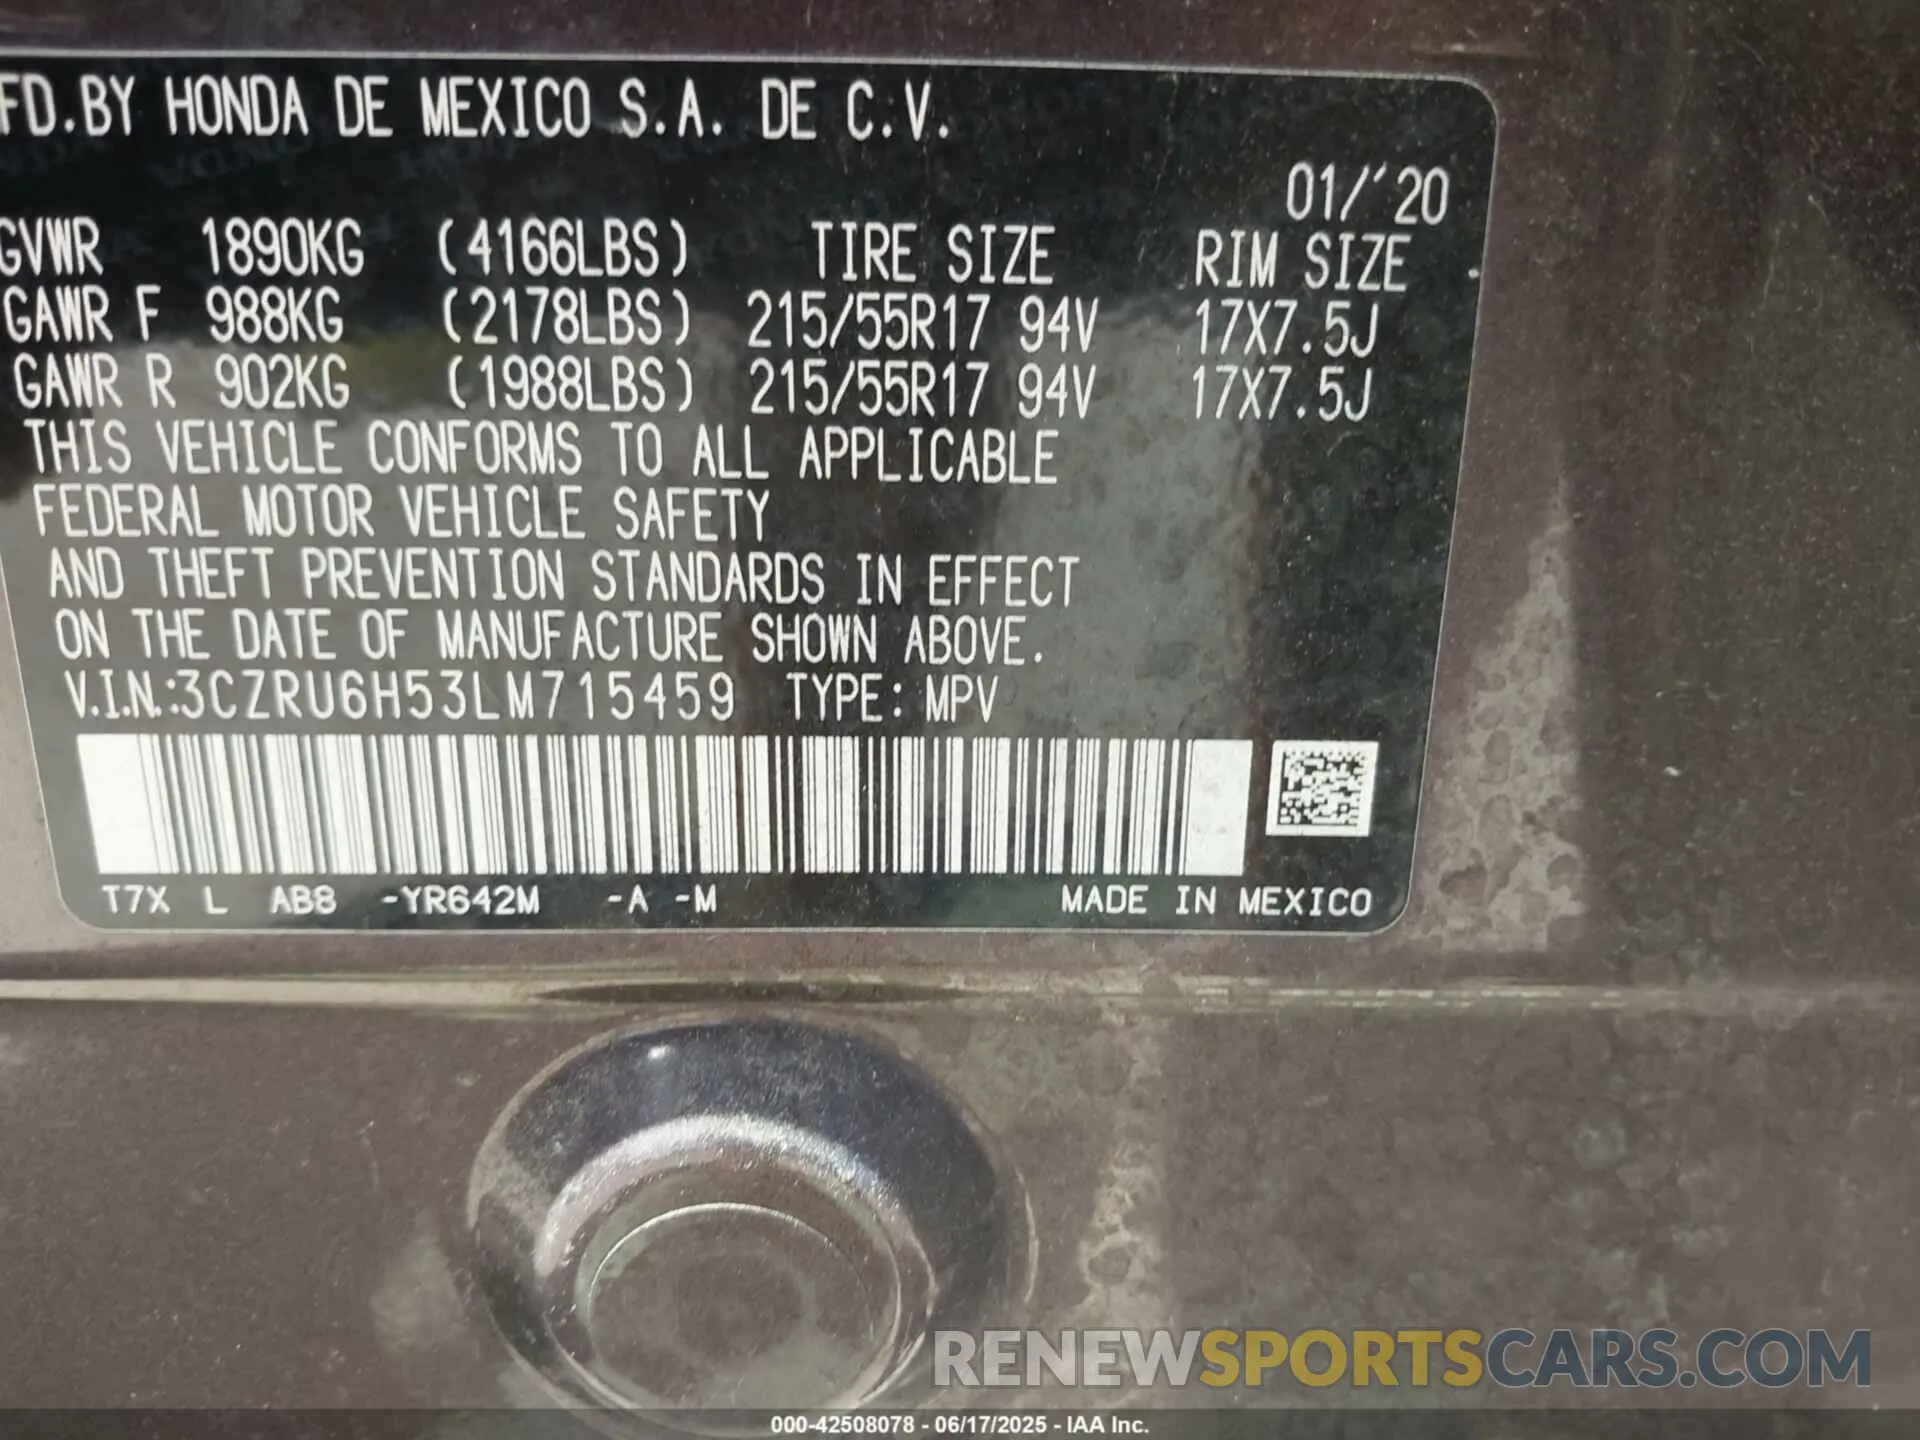 FD.BY HONDA DE MEXICO S.A. DE C.V.
01/'20
GVWR 1890KG (4166LBS) TIRE SIZE RIM SIZE
GAWR F 988KG (2178LBS) 215/55R17 94V 17X7.5J
GAWR R 902KG (1988LBS) 215/55R17 94V 17X7.5J
THIS VEHICLE CONFORMS TO ALL APPLICABLE
FEDERAL MOTOR VEHICLE SAFETY
AND THEFT PREVENTION STANDARDS IN EFFECT
ON THE DATE OF MANUFACTURE SHOWN ABOVE.
V.I.N.:3CZRU6H53LM715459 TYPE: MPV
T7X L AB8 -YR642M -A -M MADE IN MEXICO
RENEWSPORTSCARS.COM
000-42508078 - 06/17/2025 - IAA Inc.